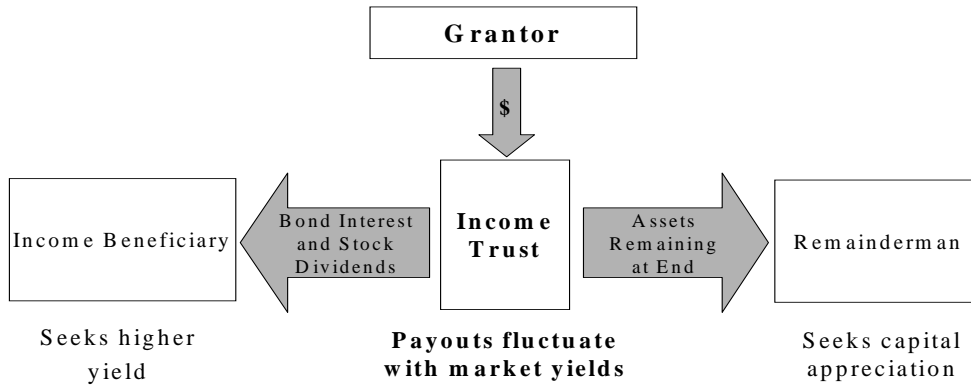 Grantor
$
Income Beneficiary
Bond Interest
and Stock
Dividends
Income
Trust
Assets
Remaining
at End
Remainderman
Seeks higher
yield
Payouts fluctuate
with market yields
Seeks capital
appreciation